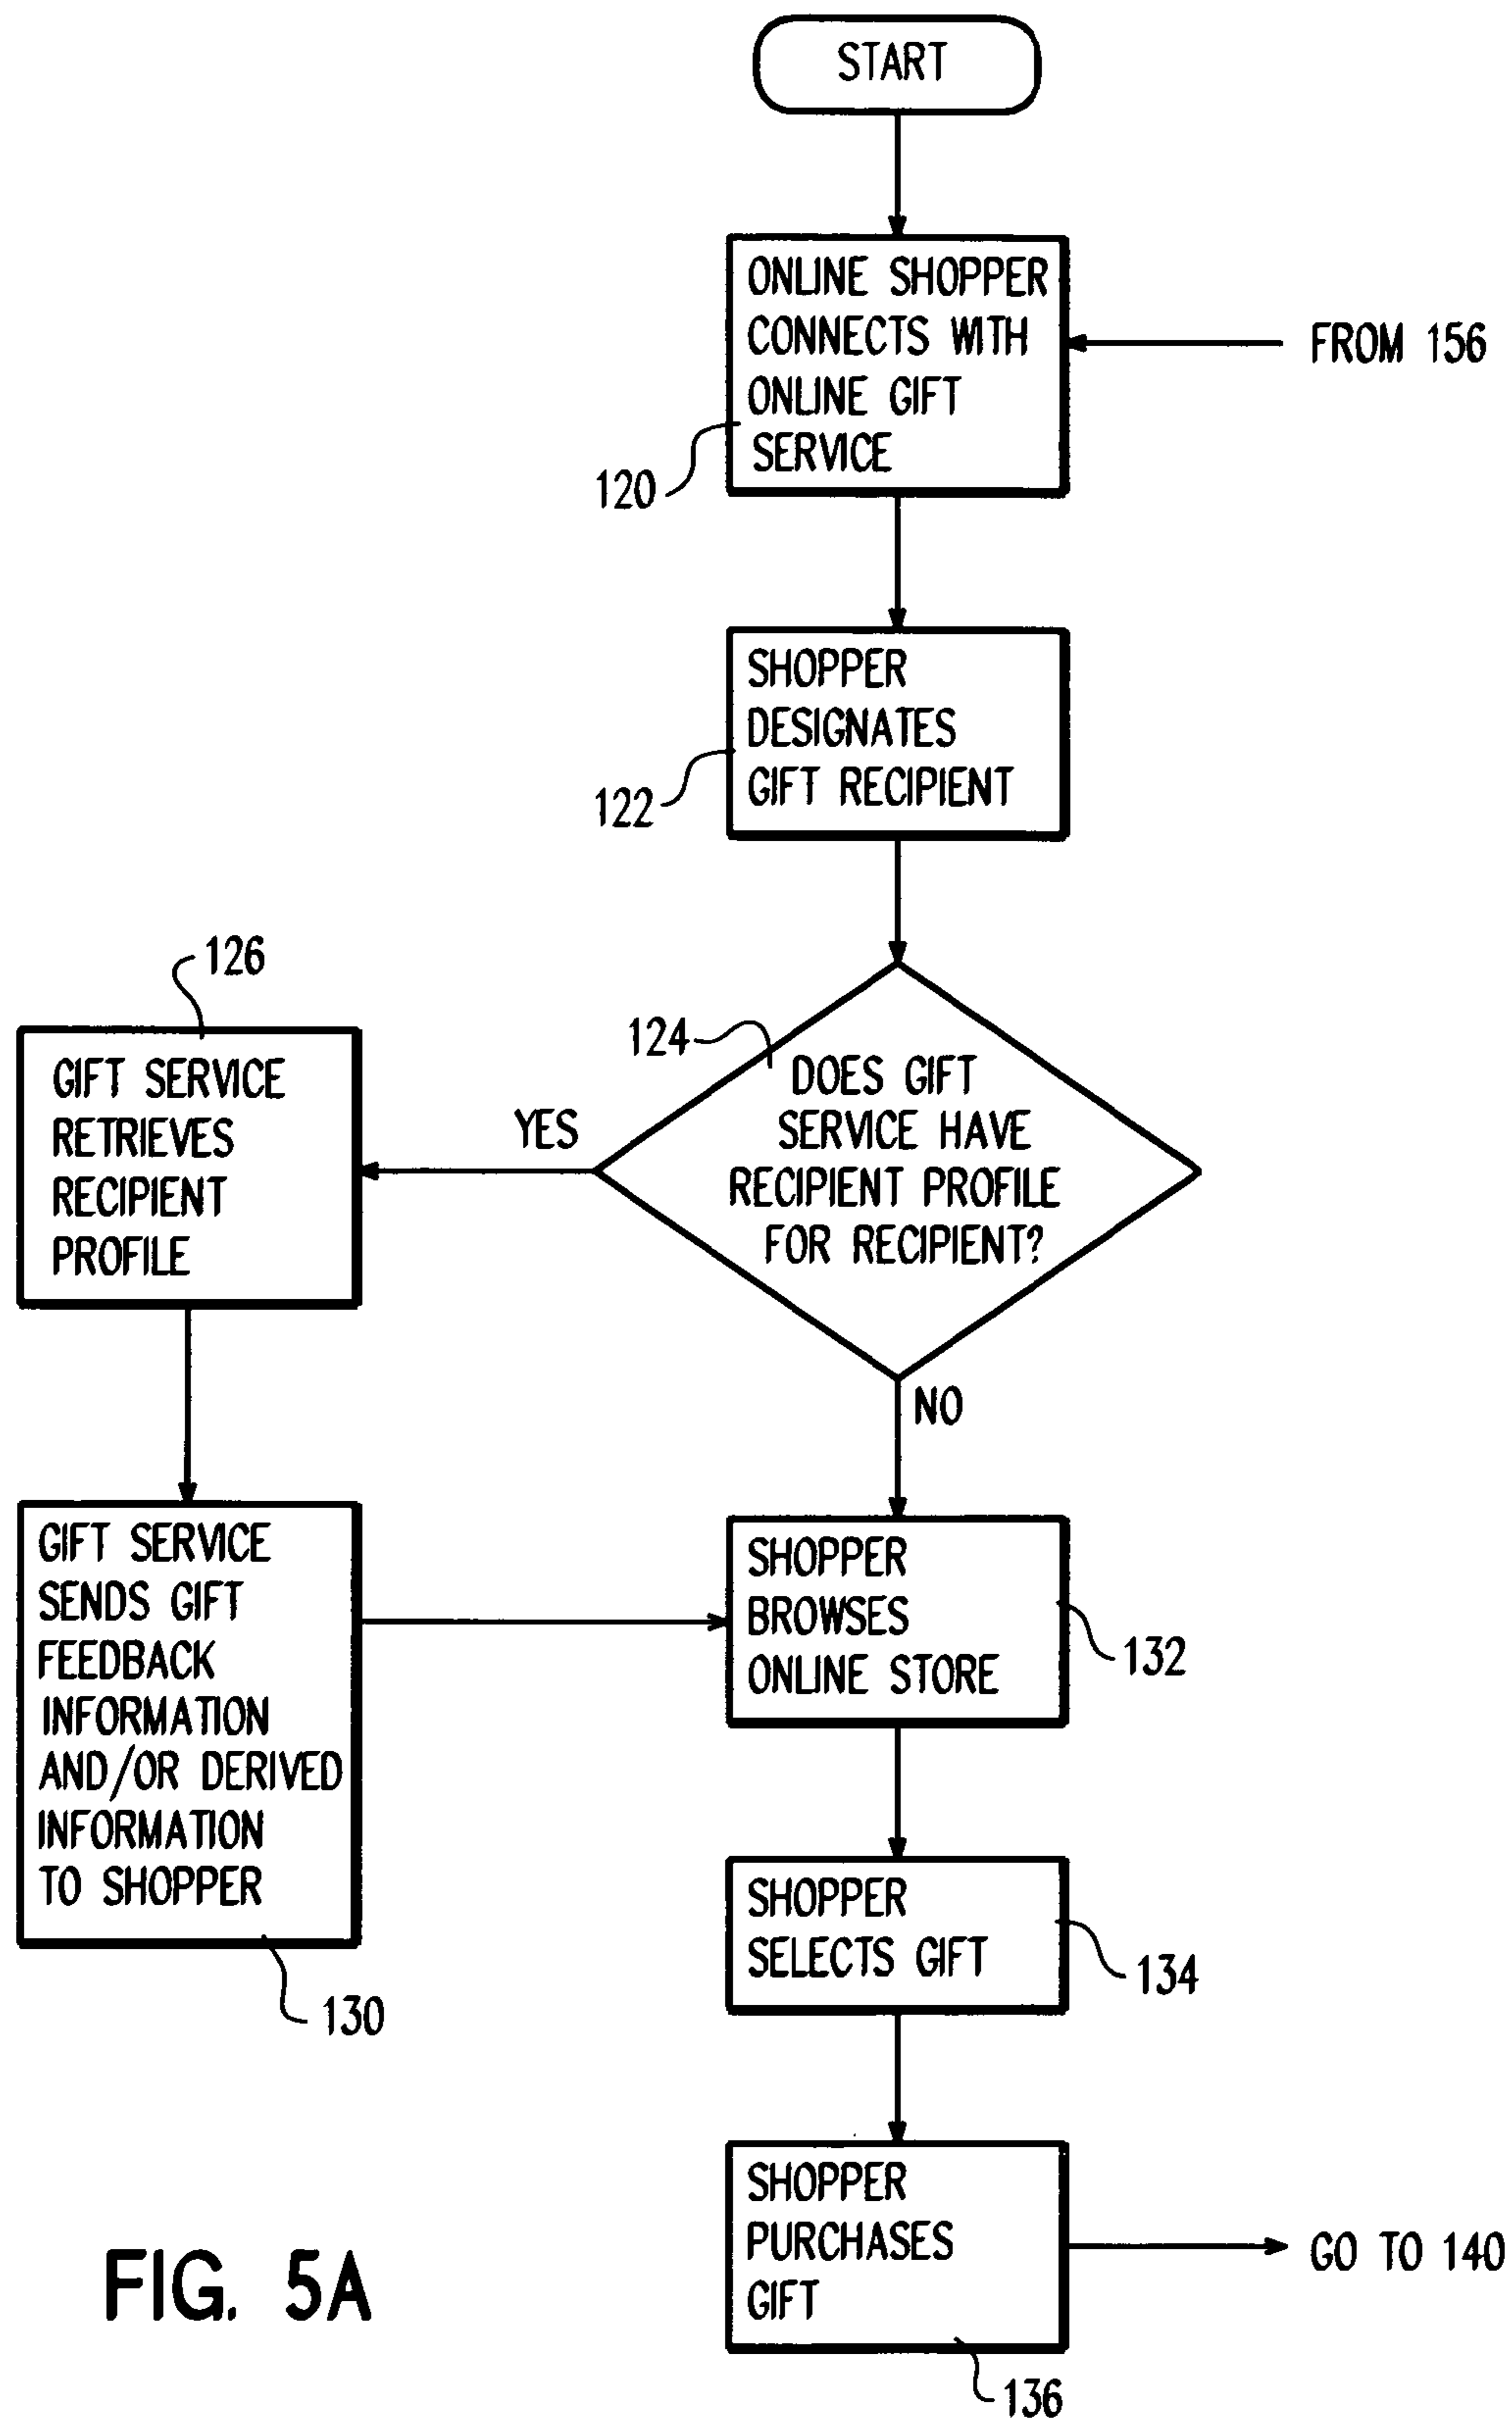 START
ONLINE SHOPPER
CONNECTS WITH
ONLINE GIFT
SERVICE
FROM 156
120
SHOPPER
DESIGNATES
GIFT RECIPIENT
122
126
GIFT SERVICE
RETRIEVES
RECIPIENT
PROFILE
124
DOES GIFT
SERVICE HAVE
RECIPIENT PROFILE
FOR RECIPIENT?
YES
NO
GIFT SERVICE
SENDS GIFT
FEEDBACK
INFORMATION
AND/OR DERIVED
INFORMATION
TO SHOPPER
130
SHOPPER
BROWSES
ONLINE STORE
132
SHOPPER
SELECTS GIFT
134
SHOPPER
PURCHASES
GIFT
136
GO TO 140
FIG. 5A